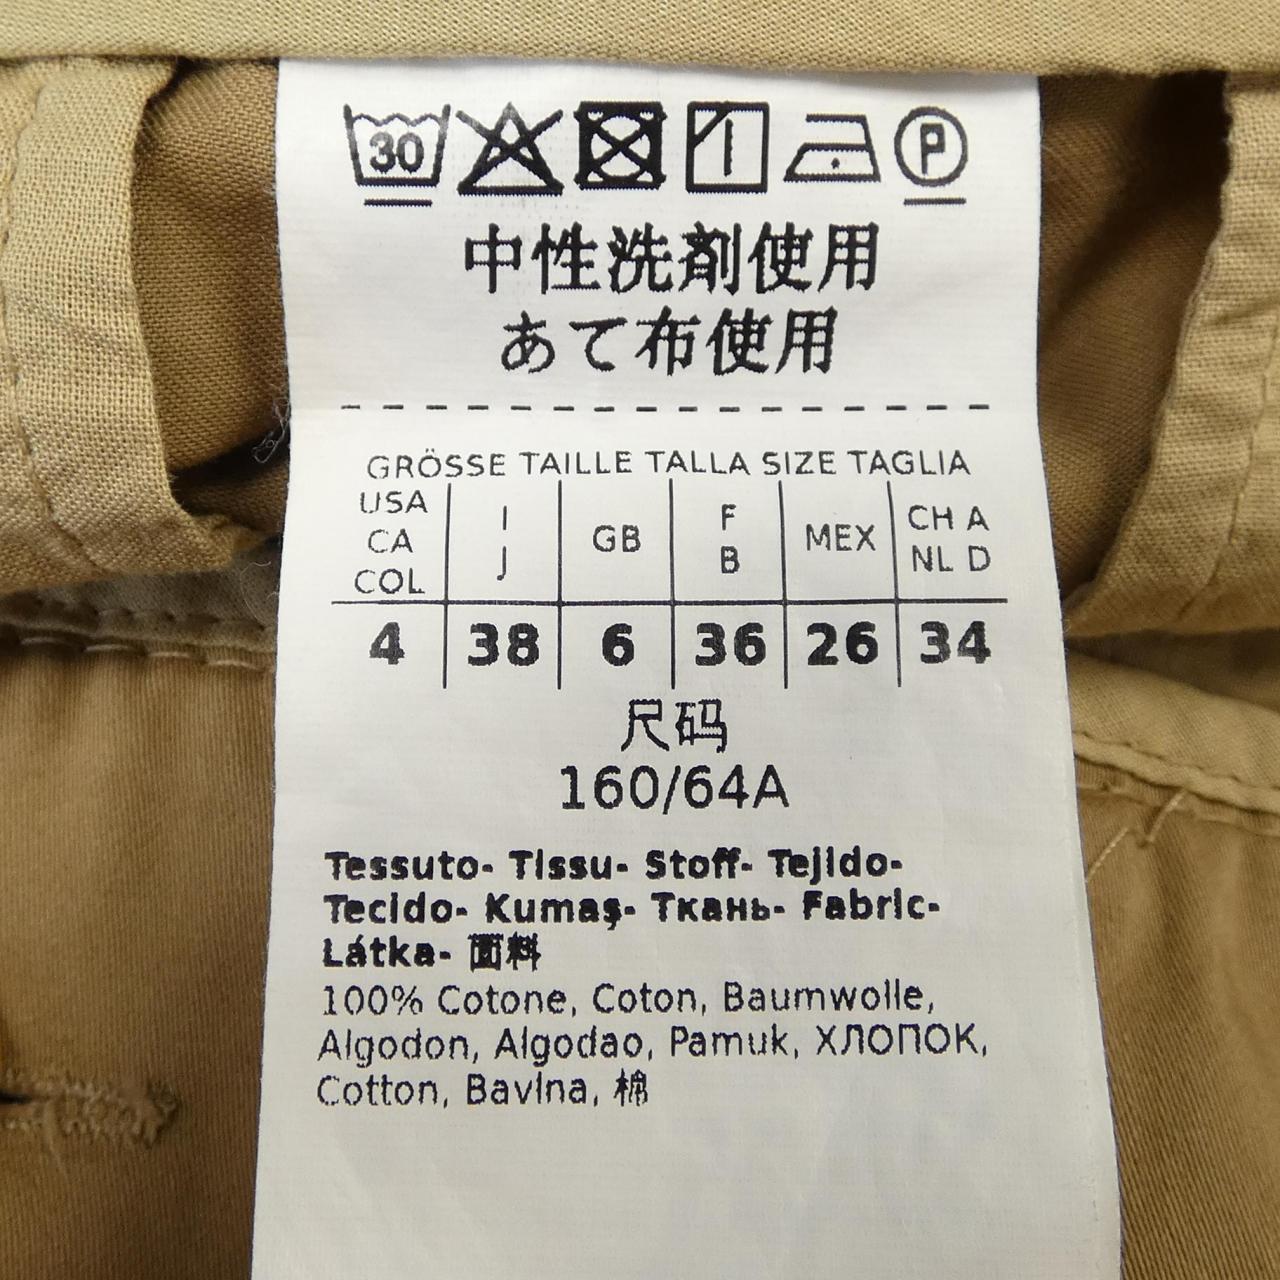 30 P
中性洗剤使用
あて布使用
GRÖSSE TAILLE TALLA SIZE TAGLIA
USA CA COL I J GB F B MEX CH A NL D
4 38 6 36 26 34
尺码
160/64A
Tessuto- Tissu- Stoff- Tejido-
Tecido- Kumaş- Ткань- Fabric-
Látka- 面料
100% Cotone, Coton, Baumwolle,
Algodon, Algodao, Pamuk, ХЛОПОК,
Cotton, Bavlna, 棉